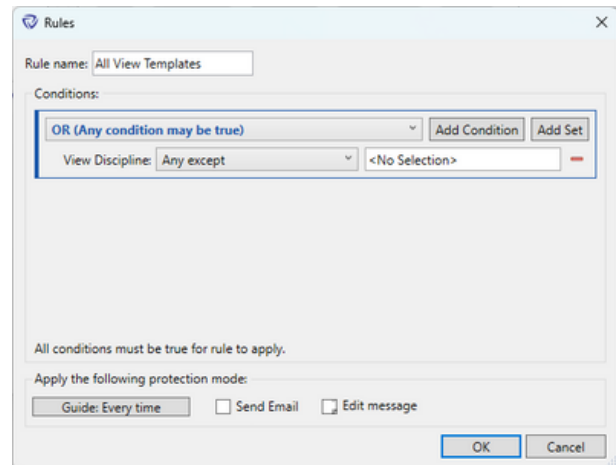 Rules
Rule name: All View Templates
Conditions:
OR (Any condition may be true) Add Condition Add Set
View Discipline: Any except <No Selection>
All conditions must be true for rule to apply.
Apply the following protection mode:
Guide: Every time Send Email Edit message
OK Cancel